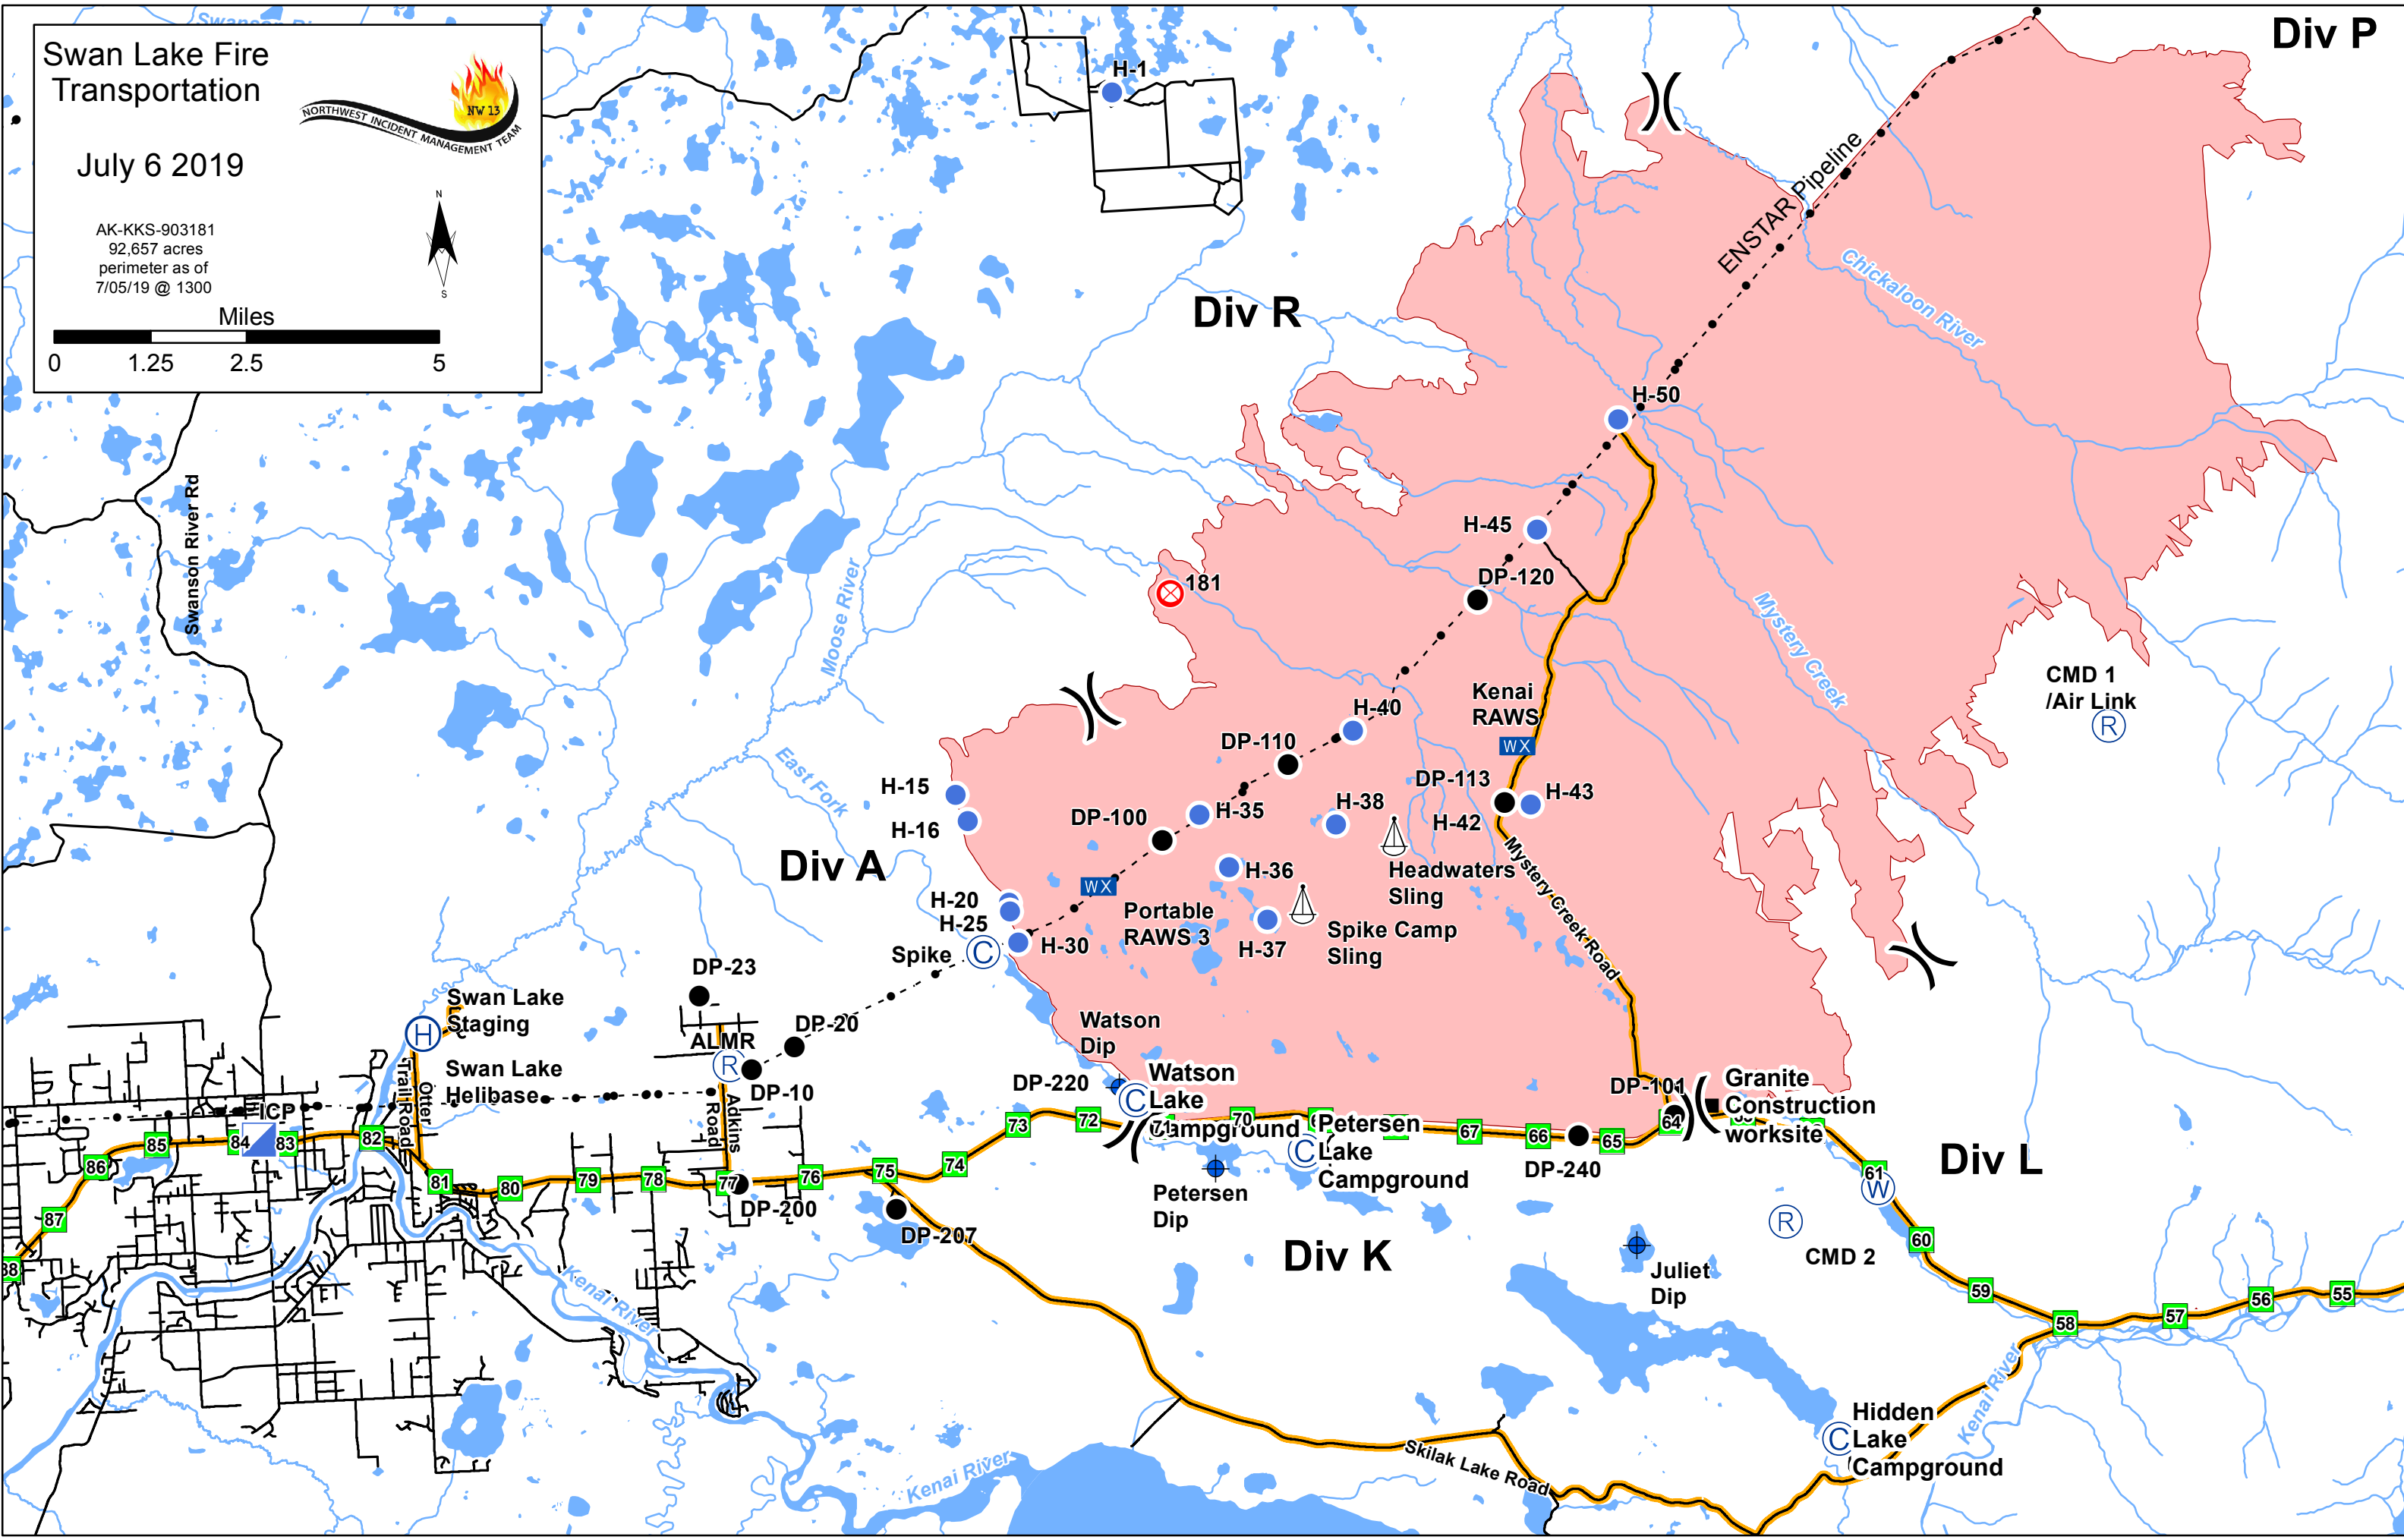 Swanson River
Swan Lake Fire
Transportation
NW 13
NORTHWEST INCIDENT MANAGEMENT TEAM
July 6 2019
N
AK-KKS-903181
92,657 acres
perimeter as of
7/05/19 @ 1300
S
Miles
0 1.25 2.5 5
Div P
H-1
ENSTAR Pipeline
Chickaloon River
Div R
H-50
Swanson River Rd
H-45
DP-120
181
Moose River
Mystery Creek
CMD 1
/Air Link
R
Kenai
RAWS
WX
H-40
DP-110
East Fork
H-15
H-16
DP-113
H-43
H-42
H-38
H-35
DP-100
Div A
Headwaters
Sling
H-36
WX
Portable
RAWS 3
H-37
Spike Camp
Sling
Mystery Creek Road
H-20
H-25
H-30
Spike
C
DP-23
Swan Lake
Staging
H
DP-20
ALMR
R
DP-10
Swan Lake
Helibase
Otter
Trail Road
Adkins
Road
ICP
Watson
Dip
DP-220
C
Watson
Lake
Campground
Petersen
Lake
Campground
C
Petersen
Dip
DP-101
Granite
Construction
worksite
DP-240
Div L
W
R
CMD 2
Div K
Juliet
Dip
DP-200
DP-207
88
87
86
85
84
83
82
81
80
79
78
77
76
75
74
73
72
71
70
67
66
65
64
61
60
59
58
57
56
55
Kenai River
Kenai River
Kenai River
Skilak Lake Road
C
Hidden
Lake
Campground